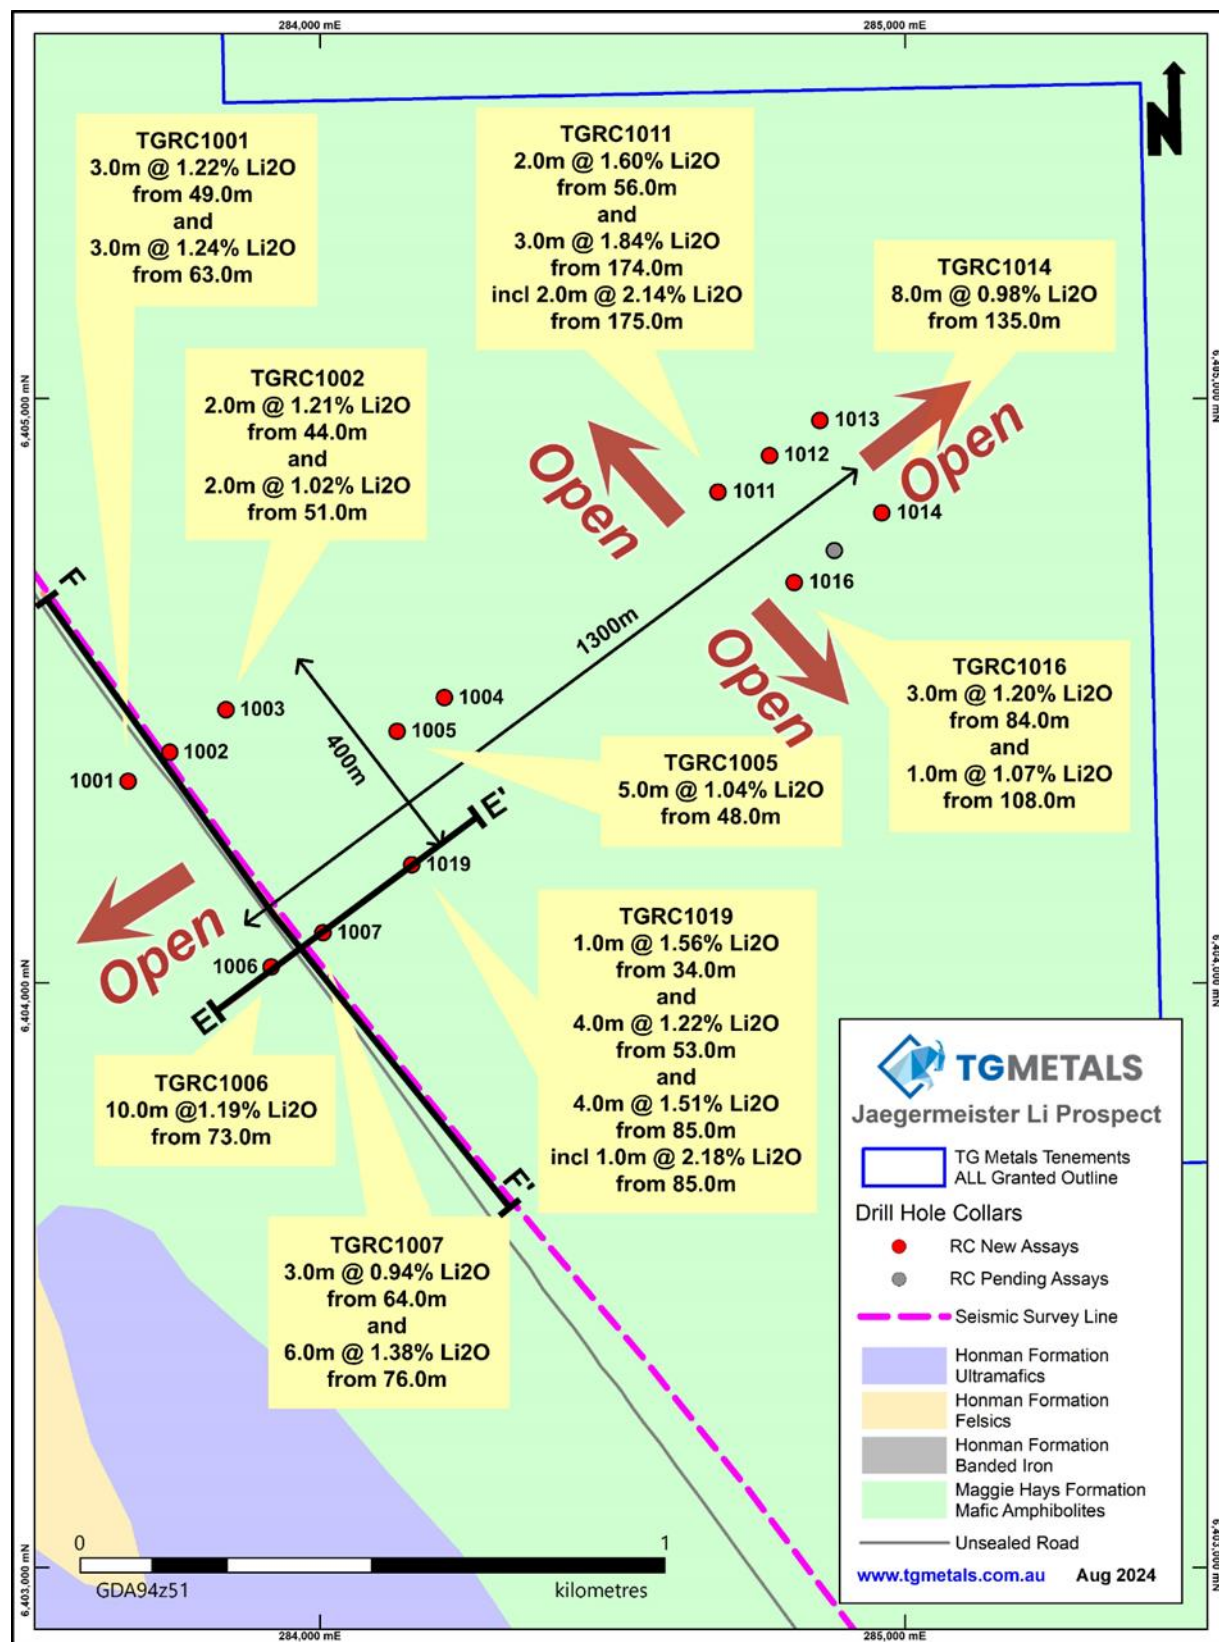 284,000 mE
285,000 mE
N
TGRC1001
3.0m @ 1.22% Li2O
from 49.0m
and
3.0m @ 1.24% Li2O
from 63.0m
TGRC1011
2.0m @ 1.60% Li2O
from 56.0m
and
3.0m @ 1.84% Li2O
from 174.0m
incl 2.0m @ 2.14% Li2O
from 175.0m
TGRC1014
8.0m @ 0.98% Li2O
from 135.0m
TGRC1002
2.0m @ 1.21% Li2O
from 44.0m
and
2.0m @ 1.02% Li2O
from 51.0m
6,405,000 mN
6,405,000 mN
1013
1012
1011
1014
1016
Open
Open
Open
1300m
F
1003
1004
1005
1002
1001
400m
TGRC1016
3.0m @ 1.20% Li2O
from 84.0m
and
1.0m @ 1.07% Li2O
from 108.0m
TGRC1005
5.0m @ 1.04% Li2O
from 48.0m
E'
1019
1007
1006
Open
E
6,404,000 mN
6,404,000 mN
TGRC1019
1.0m @ 1.56% Li2O
from 34.0m
and
4.0m @ 1.22% Li2O
from 53.0m
and
4.0m @ 1.51% Li2O
from 85.0m
incl 1.0m @ 2.18% Li2O
from 85.0m
TGRC1006
10.0m @1.19% Li2O
from 73.0m
F'
TGRC1007
3.0m @ 0.94% Li2O
from 64.0m
and
6.0m @ 1.38% Li2O
from 76.0m
TGMETALS
Jaegermeister Li Prospect
TG Metals Tenements
ALL Granted Outline
Drill Hole Collars
RC New Assays
RC Pending Assays
Seismic Survey Line
Honman Formation
Ultramafics
Honman Formation
Felsics
Honman Formation
Banded Iron
Maggie Hays Formation
Mafic Amphibolites
Unsealed Road
www.tgmetals.com.au Aug 2024
0 1
GDA94z51 kilometres
6,403,000 mN
6,403,000 mN
284,000 mE
285,000 mE